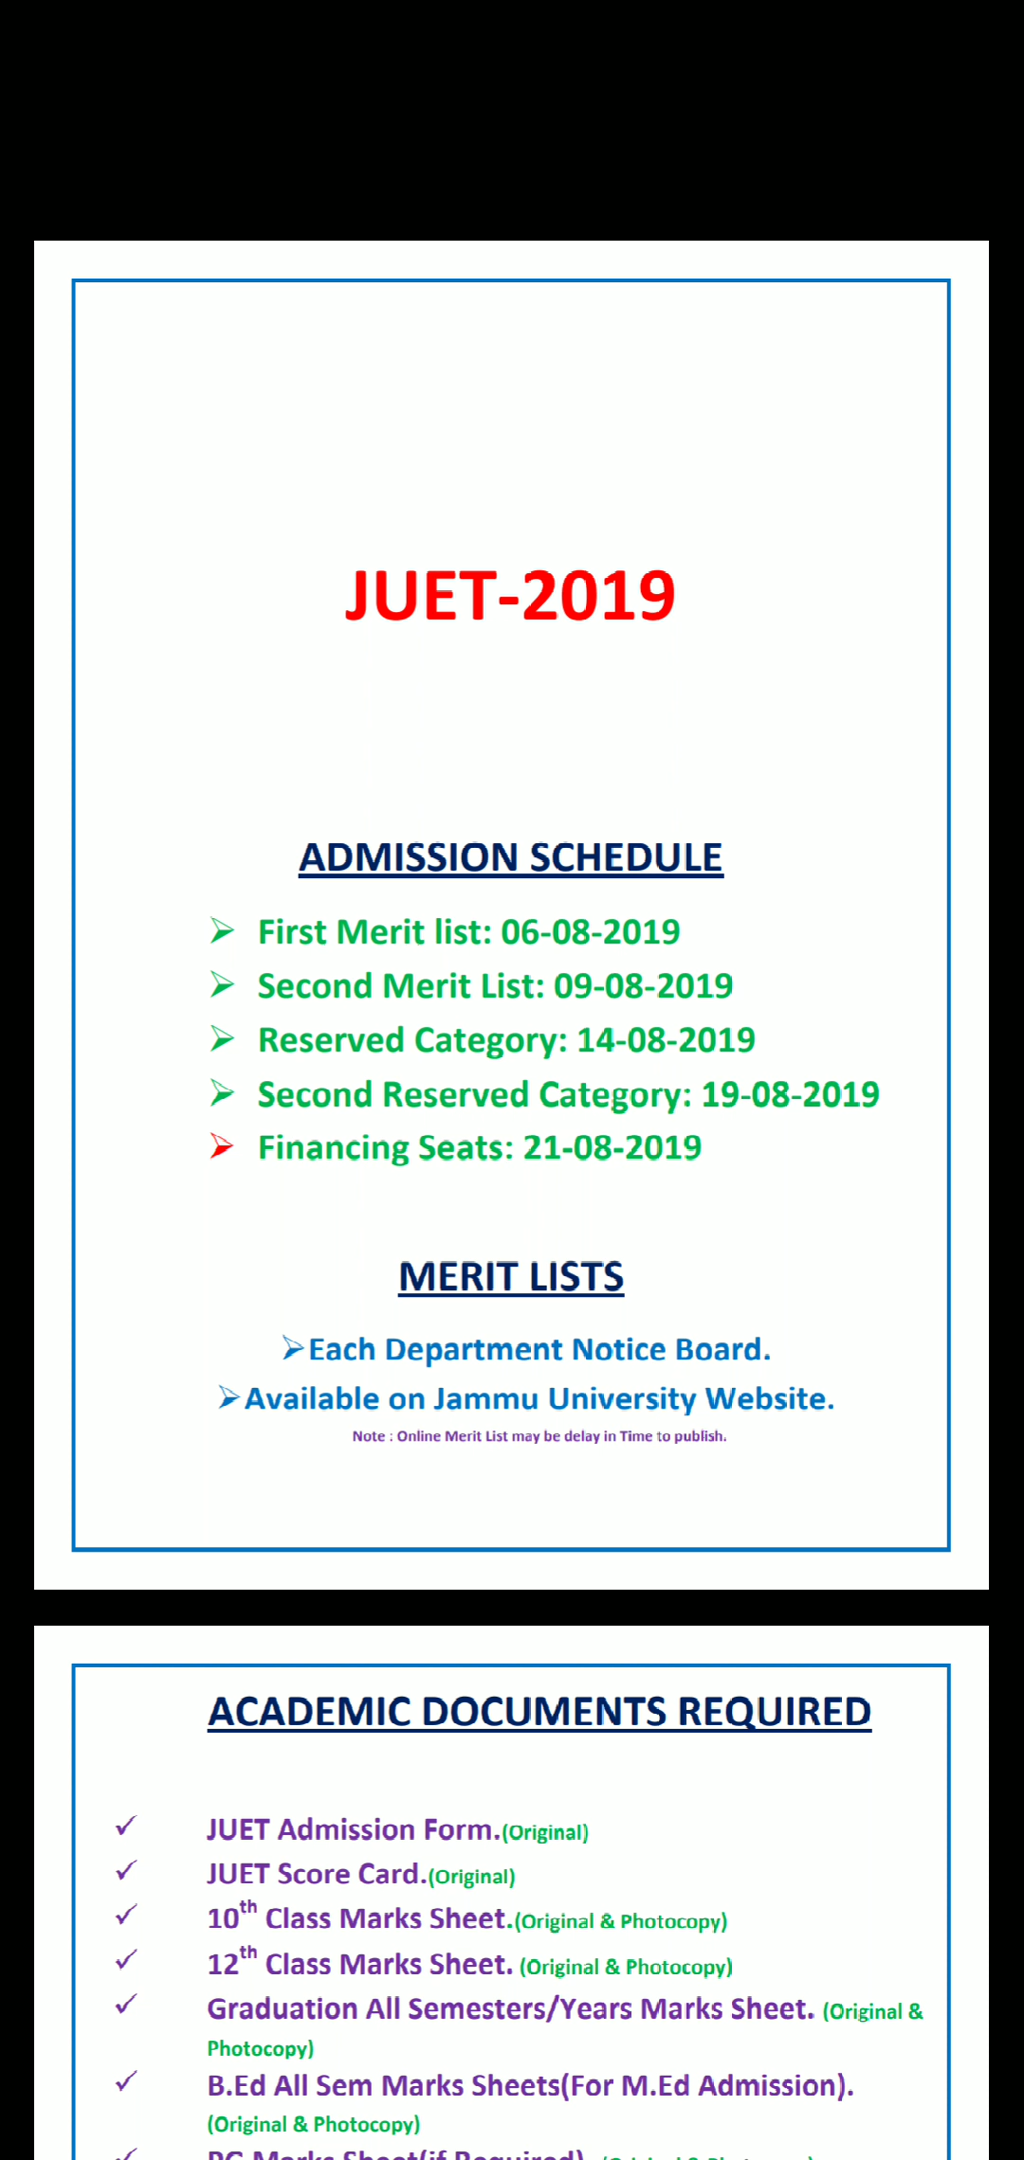 JUET-2019
ADMISSION SCHEDULE
➢ First Merit list: 06-08-2019
➢ Second Merit List: 09-08-2019
➢ Reserved Category: 14-08-2019
➢ Second Reserved Category: 19-08-2019
➢ Financing Seats: 21-08-2019
MERIT LISTS
➢Each Department Notice Board.
➢Available on Jammu University Website.
Note : Online Merit List may be delay in Time to publish.
ACADEMIC DOCUMENTS REQUIRED
✓ JUET Admission Form.(Original)
✓ JUET Score Card.(Original)
✓ 10th Class Marks Sheet.(Original & Photocopy)
✓ 12th Class Marks Sheet. (Original & Photocopy)
✓ Graduation All Semesters/Years Marks Sheet. (Original &
Photocopy)
✓ B.Ed All Sem Marks Sheets(For M.Ed Admission).
(Original & Photocopy)
✓ PG Marks Sheet(if Required).